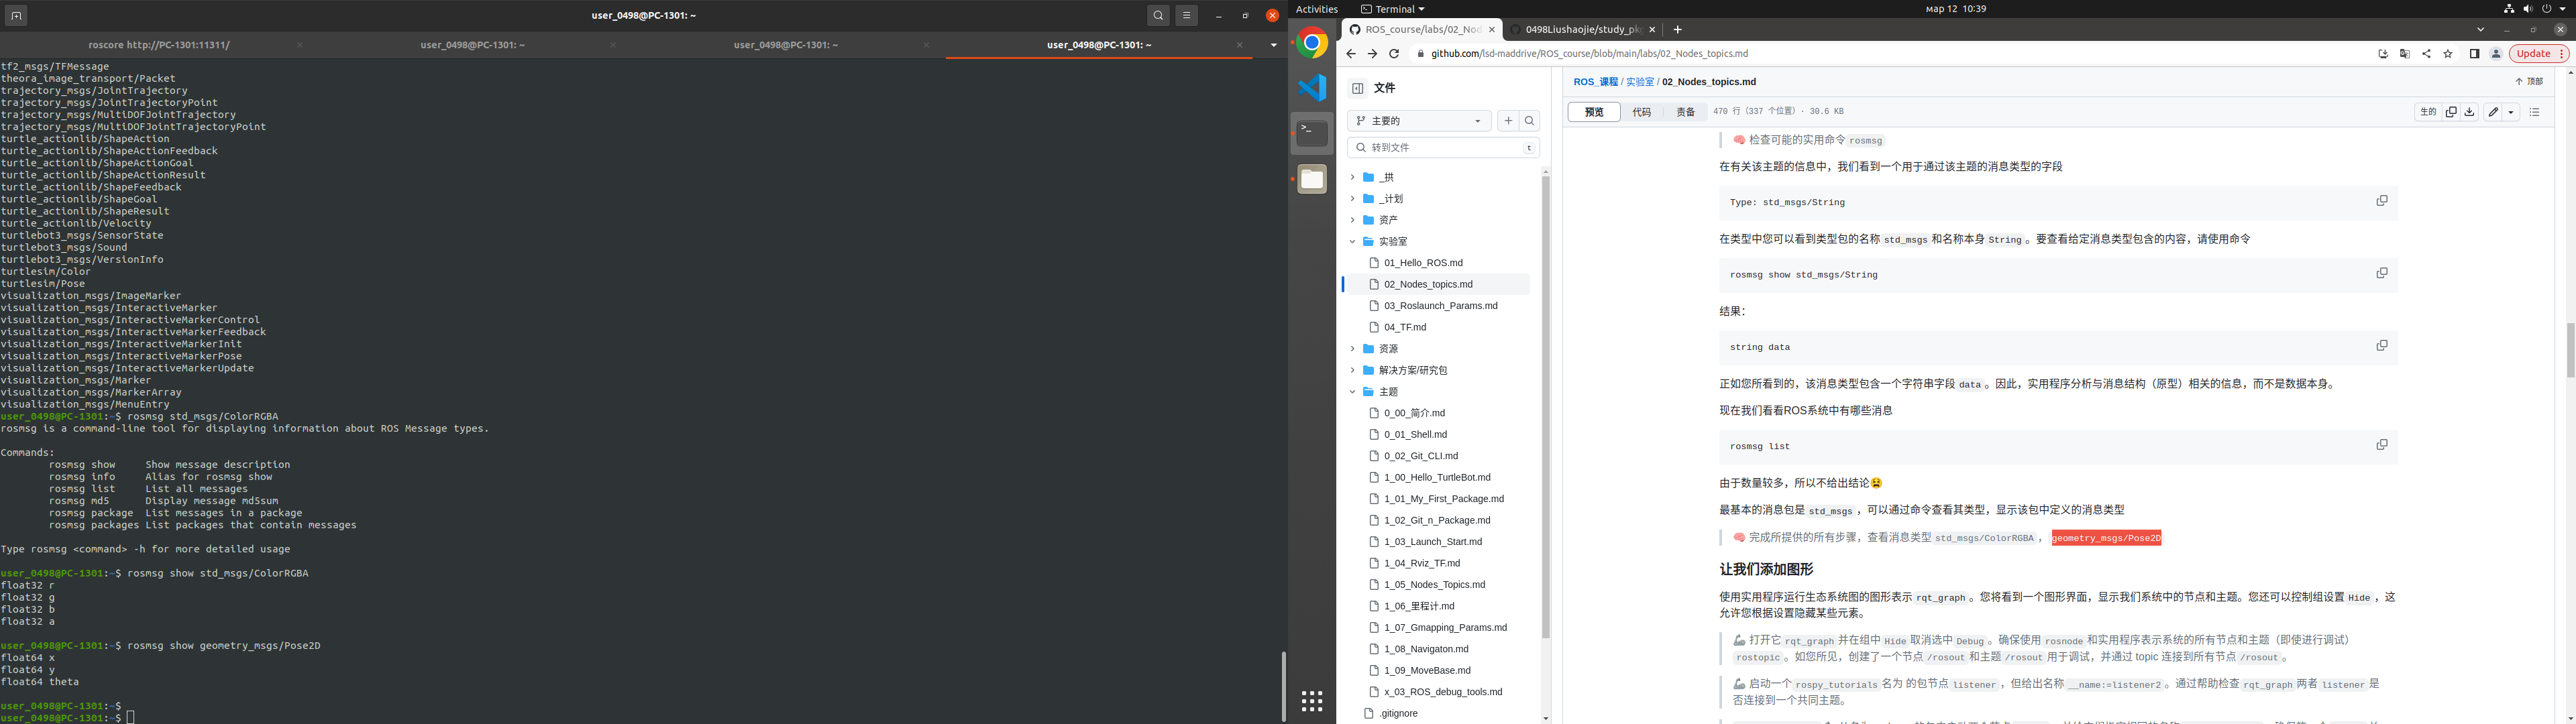 user_0498@PC-1301: ~
roscore http://PC-1301:11311/
user_0498@PC-1301: ~
user_0498@PC-1301: ~
user_0498@PC-1301: ~
tf2_msgs/TFMessage
theora_image_transport/Packet
trajectory_msgs/JointTrajectory
trajectory_msgs/JointTrajectoryPoint
trajectory_msgs/MultiDOFJointTrajectory
trajectory_msgs/MultiDOFJointTrajectoryPoint
turtle_actionlib/ShapeAction
turtle_actionlib/ShapeActionFeedback
turtle_actionlib/ShapeActionGoal
turtle_actionlib/ShapeActionResult
turtle_actionlib/ShapeFeedback
turtle_actionlib/ShapeGoal
turtle_actionlib/ShapeResult
turtle_actionlib/Velocity
turtlebot3_msgs/SensorState
turtlebot3_msgs/Sound
turtlebot3_msgs/VersionInfo
turtlesim/Color
turtlesim/Pose
visualization_msgs/ImageMarker
visualization_msgs/InteractiveMarker
visualization_msgs/InteractiveMarkerControl
visualization_msgs/InteractiveMarkerFeedback
visualization_msgs/InteractiveMarkerInit
visualization_msgs/InteractiveMarkerPose
visualization_msgs/InteractiveMarkerUpdate
visualization_msgs/Marker
visualization_msgs/MarkerArray
visualization_msgs/MenuEntry
user_0498@PC-1301:~$ rosmsg std_msgs/ColorRGBA
rosmsg is a command-line tool for displaying information about ROS Message types.
Commands:
rosmsg show     Show message description
rosmsg info     Alias for rosmsg show
rosmsg list     List all messages
rosmsg md5      Display message md5sum
rosmsg package  List messages in a package
rosmsg packages List packages that contain messages
Type rosmsg <command> -h for more detailed usage
user_0498@PC-1301:~$ rosmsg show std_msgs/ColorRGBA
float32 r
float32 g
float32 b
float32 a
user_0498@PC-1301:~$ rosmsg show geometry_msgs/Pose2D
float64 x
float64 y
float64 theta
user_0498@PC-1301:~$
user_0498@PC-1301:~$
Activities
Terminal
мар 12 10:39
ROS_course/labs/02_Nod
0498Liushaojie/study_pk
github.com/lsd-maddrive/ROS_course/blob/main/labs/02_Nodes_topics.md
Update
文件
主要的
转到文件
t
_拱
_计划
资产
实验室
01_Hello_ROS.md
02_Nodes_topics.md
03_Roslaunch_Params.md
04_TF.md
资源
解决方案/研究包
主题
0_00_简介.md
0_01_Shell.md
0_02_Git_CLI.md
1_00_Hello_TurtleBot.md
1_01_My_First_Package.md
1_02_Git_n_Package.md
1_03_Launch_Start.md
1_04_Rviz_TF.md
1_05_Nodes_Topics.md
1_06_里程计.md
1_07_Gmapping_Params.md
1_08_Navigaton.md
1_09_MoveBase.md
x_03_ROS_debug_tools.md
.gitignore
ROS_课程 / 实验室 / 02_Nodes_topics.md
顶部
预览
代码
责备
470 行（337 个位置）· 30.6 KB
生的
🧠 检查可能的实用命令 rosmsg
在有关该主题的信息中，我们看到一个用于通过该主题的消息类型的字段
Type: std_msgs/String
在类型中您可以看到类型包的名称 std_msgs 和名称本身 String 。要查看给定消息类型包含的内容，请使用命令
rosmsg show std_msgs/String
结果：
string data
正如您所看到的，该消息类型包含一个字符串字段 data 。因此，实用程序分析与消息结构（原型）相关的信息，而不是数据本身。
现在我们看看ROS系统中有哪些消息
rosmsg list
由于数量较多，所以不给出结论😫
最基本的消息包是 std_msgs ，可以通过命令查看其类型，显示该包中定义的消息类型
🧠 完成所提供的所有步骤，查看消息类型 std_msgs/ColorRGBA ， geometry_msgs/Pose2D
让我们添加图形
使用实用程序运行生态系统图的图形表示 rqt_graph 。您将看到一个图形界面，显示我们系统中的节点和主题。您还可以控制组设置 Hide ，这
允许您根据设置隐藏某些元素。
🦾 打开它 rqt_graph 并在组中 Hide 取消选中 Debug 。确保使用 rosnode 和实用程序表示系统的所有节点和主题（即使进行调试）
rostopic 。如您所见，创建了一个节点 /rosout 和主题 /rosout 用于调试，并通过 topic 连接到所有节点 /rosout 。
🦾 启动一个 rospy_tutorials 名为 的包节点 listener ，但给出名称 __name:=listener2 。通过帮助检查 rqt_graph 两者 listener 是
否连接到一个共同主题。